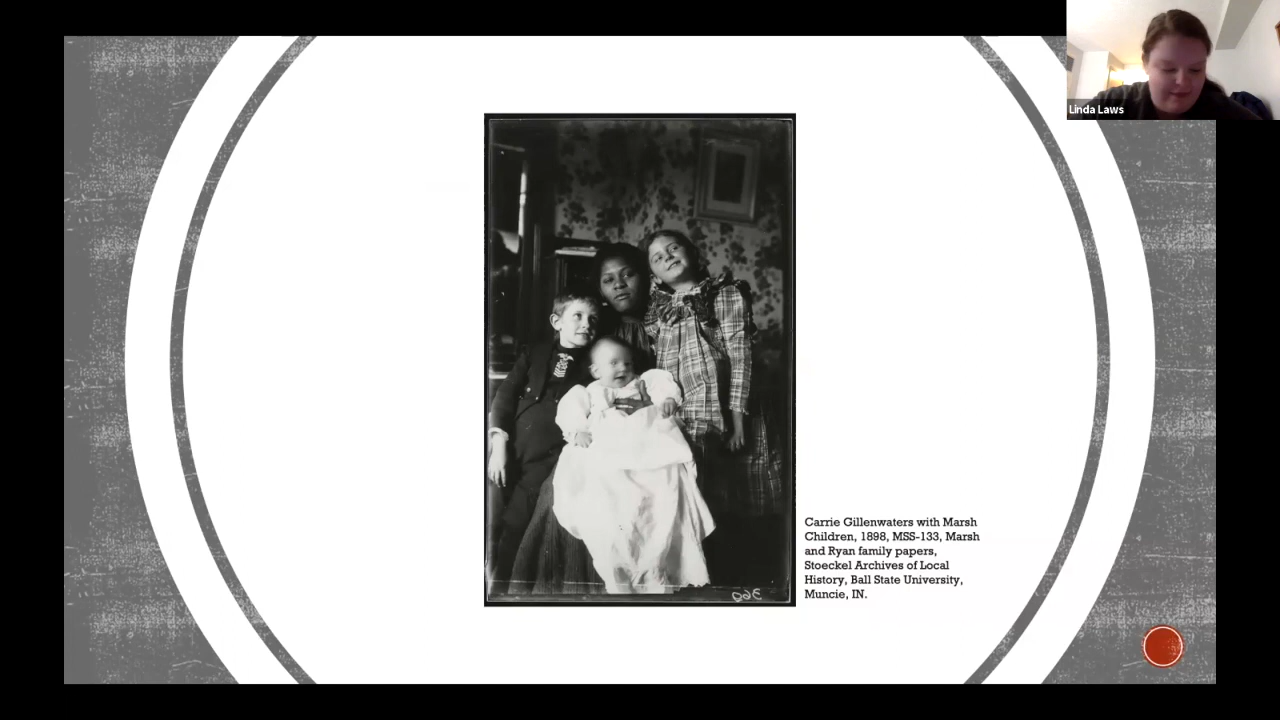 Linda Laws
Carrie Gillenwaters with Marsh
Children, 1898, MSS-133, Marsh
and Ryan family papers,
Stoeckel Archives of Local
History, Ball State University,
Muncie, IN.
360